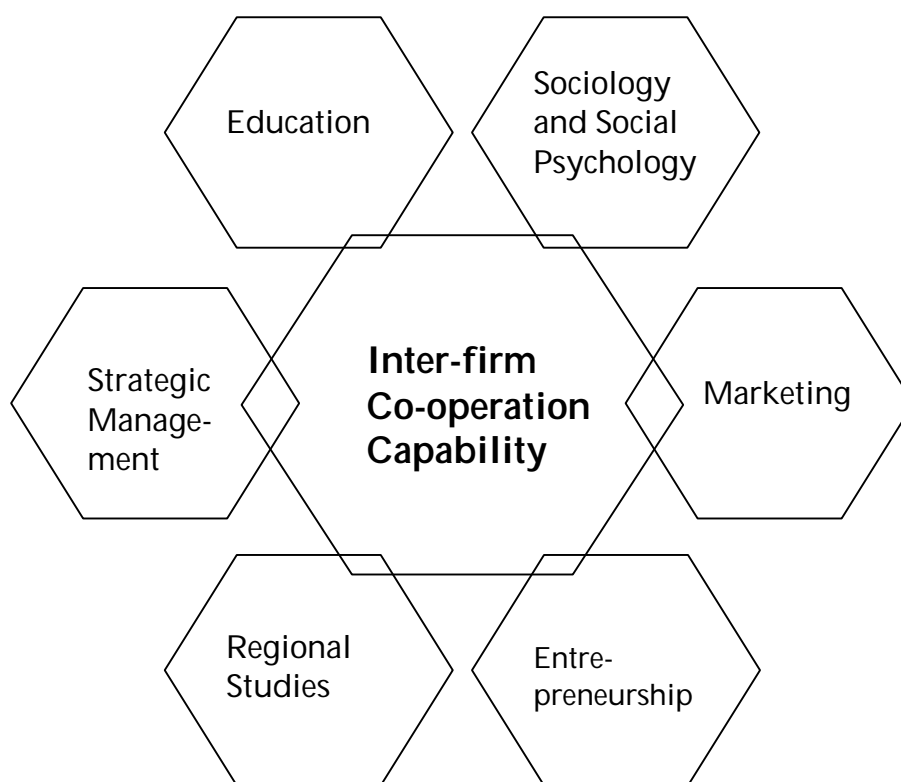 Education
Sociology
and Social
Psychology
Inter-firm
Co-operation
Capability
Strategic
Manage-
ment
Marketing
Regional
Studies
Entre-
preneurship